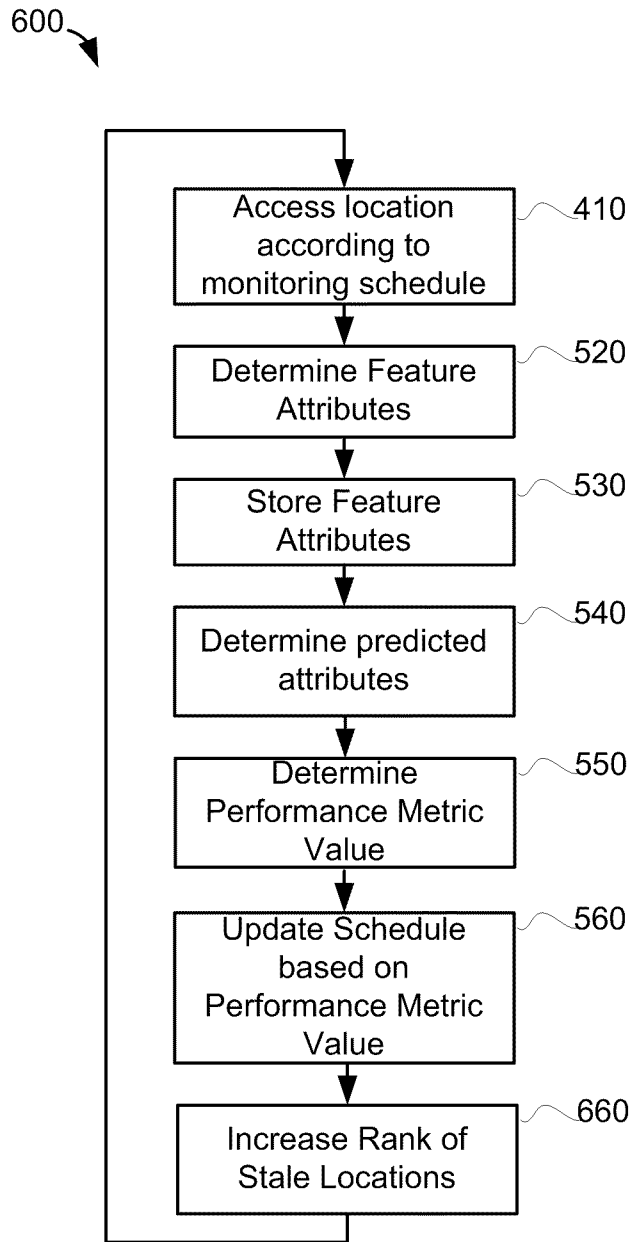 600
Access location
according to
monitoring schedule
410
Determine Feature
Attributes
520
Store Feature
Attributes
530
Determine predicted
attributes
540
Determine
Performance Metric
Value
550
Update Schedule
based on
Performance Metric
Value
560
Increase Rank of
Stale Locations
660